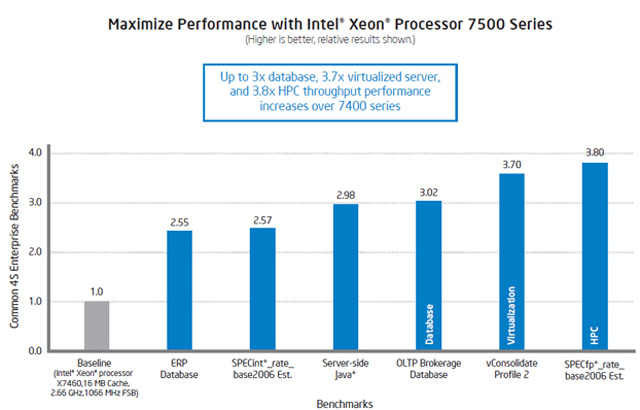 Maximize Performance with Intel® Xeon® Processor 7500 Series
(Higher is better, relative results shown.)
Up to 3x database, 3.7x virtualized server,
and 3.8x HPC throughput performance
increases over 7400 series
Common 4S Enterprise Benchmarks
4.0
3.0
2.0
1.0
0.0
1.0
2.55
2.57
2.98
3.02
3.70
3.80
Database
Virtualization
HPC
Baseline
(Intel® Xeon® processor
X7460,16 MB Cache,
2.66 GHz,1066 MHz FSB)
ERP
Database
SPECint*_rate_
base2006 Est.
Server-side
Java*
OLTP Brokerage
Database
vConsolidate
Profile 2
SPECfp*_rate_
base2006 Est.
Benchmarks